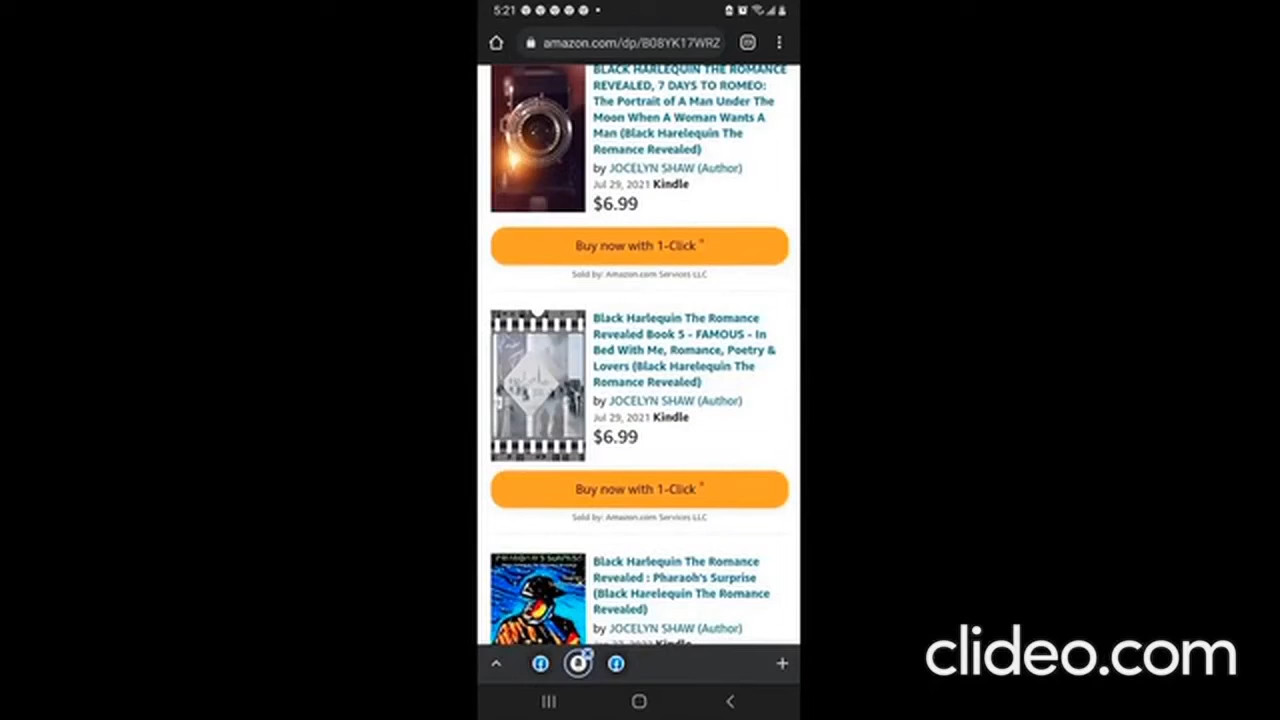 5:21
amazon.com/dp/B08YK17WRZ
BLACK HARLEQUIN THE ROMANCE
REVEALED, 7 DAYS TO ROMEO:
The Portrait of A Man Under The
Moon When A Woman Wants A
Man (Black Harelequin The
Romance Revealed)
by JOCELYN SHAW (Author)
Jul 29, 2021 Kindle
$6.99
Buy now with 1-Click ®
Sold by: Amazon.com Services LLC
Black Harlequin The Romance
Revealed Book 5 - FAMOUS - In
Bed With Me, Romance, Poetry &
Lovers (Black Harelequin The
Romance Revealed)
by JOCELYN SHAW (Author)
Jul 29, 2021 Kindle
$6.99
Buy now with 1-Click ®
Sold by: Amazon.com Services LLC
PHARAOH'S SURPRISE
Black Harlequin The Romance
Revealed : Pharaoh's Surprise
(Black Harelequin The Romance
Revealed)
by JOCELYN SHAW (Author)
Kindle
clideo.com